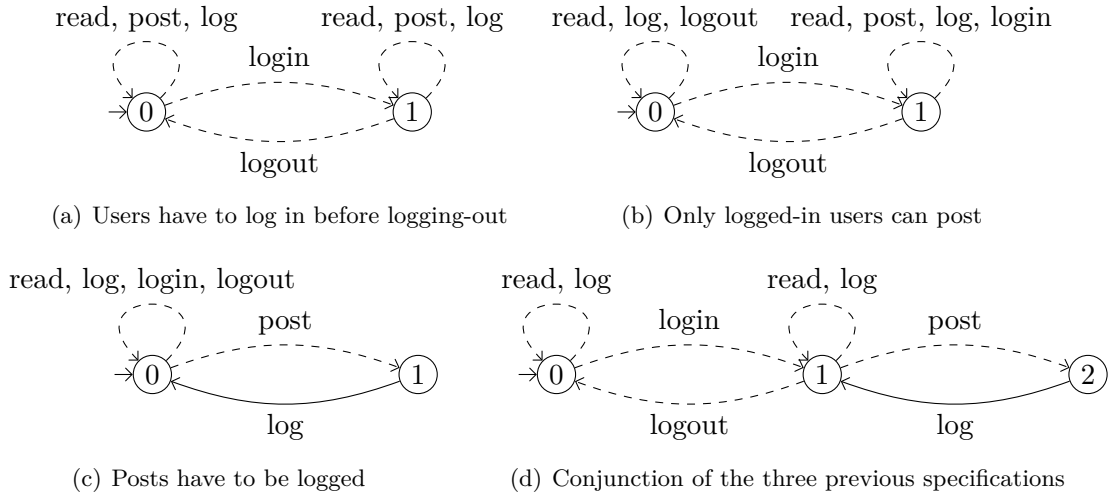 read, post, log
read, post, log
login
0
1
logout
(a) Users have to log in before logging-out
read, log, logout
read, post, log, login
login
0
1
logout
(b) Only logged-in users can post
read, log, login, logout
post
0
1
log
(c) Posts have to be logged
read, log
read, log
login
post
0
1
2
logout
log
(d) Conjunction of the three previous specifications